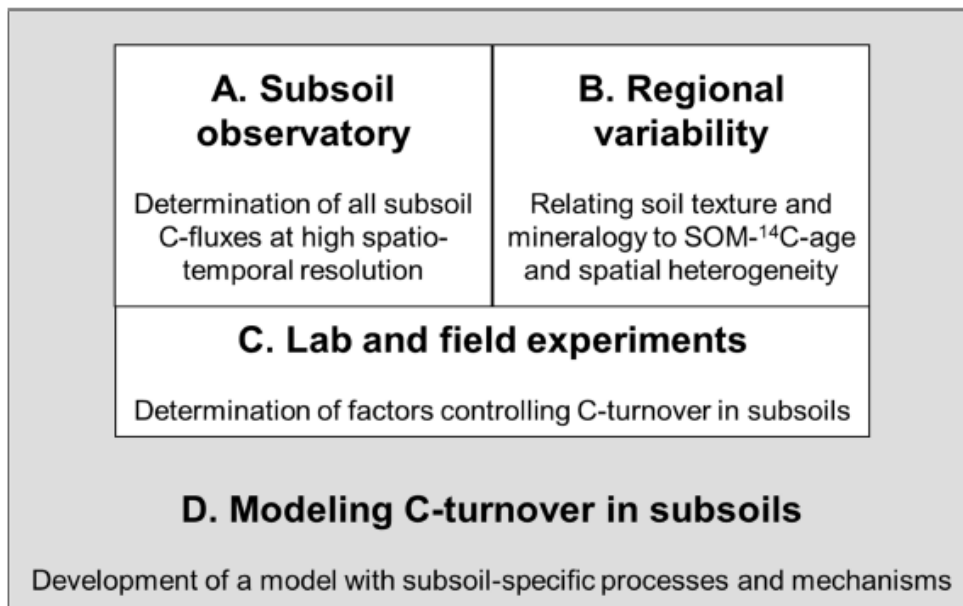 A. Subsoil
observatory
Determination of all subsoil
C-fluxes at high spatio-
temporal resolution
B. Regional
variability
Relating soil texture and
mineralogy to SOM-¹⁴C-age
and spatial heterogeneity
C. Lab and field experiments
Determination of factors controlling C-turnover in subsoils
D. Modeling C-turnover in subsoils
Development of a model with subsoil-specific processes and mechanisms